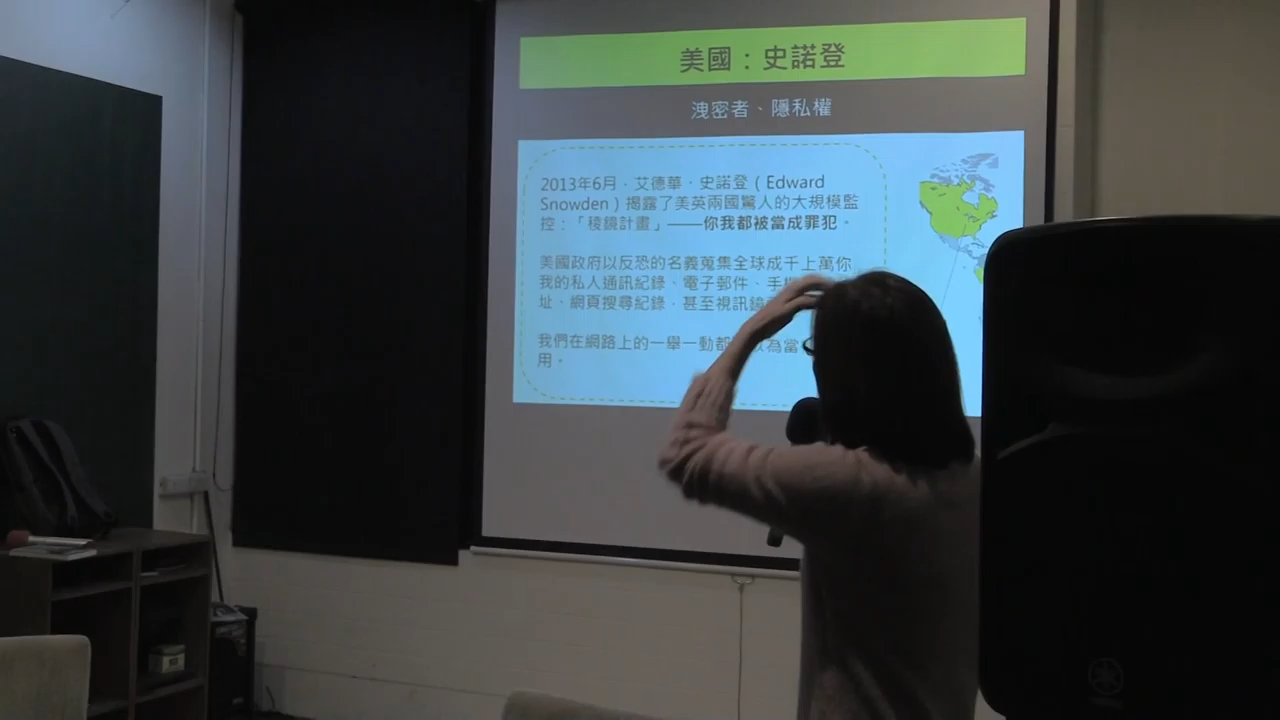 美國：史諾登
洩密者、隱私權
2013年6月，艾德華．史諾登（Edward
Snowden）揭露了美英兩國驚人的大規模監
控：「稜鏡計畫」——你我都被當成罪犯。
美國政府以反恐的名義蒐集全球成千上萬你
我的私人通訊紀錄、電子郵件、手
址、網頁搜尋紀錄，甚至視訊鏡
我們在網路上的一舉一動都 為當
用。